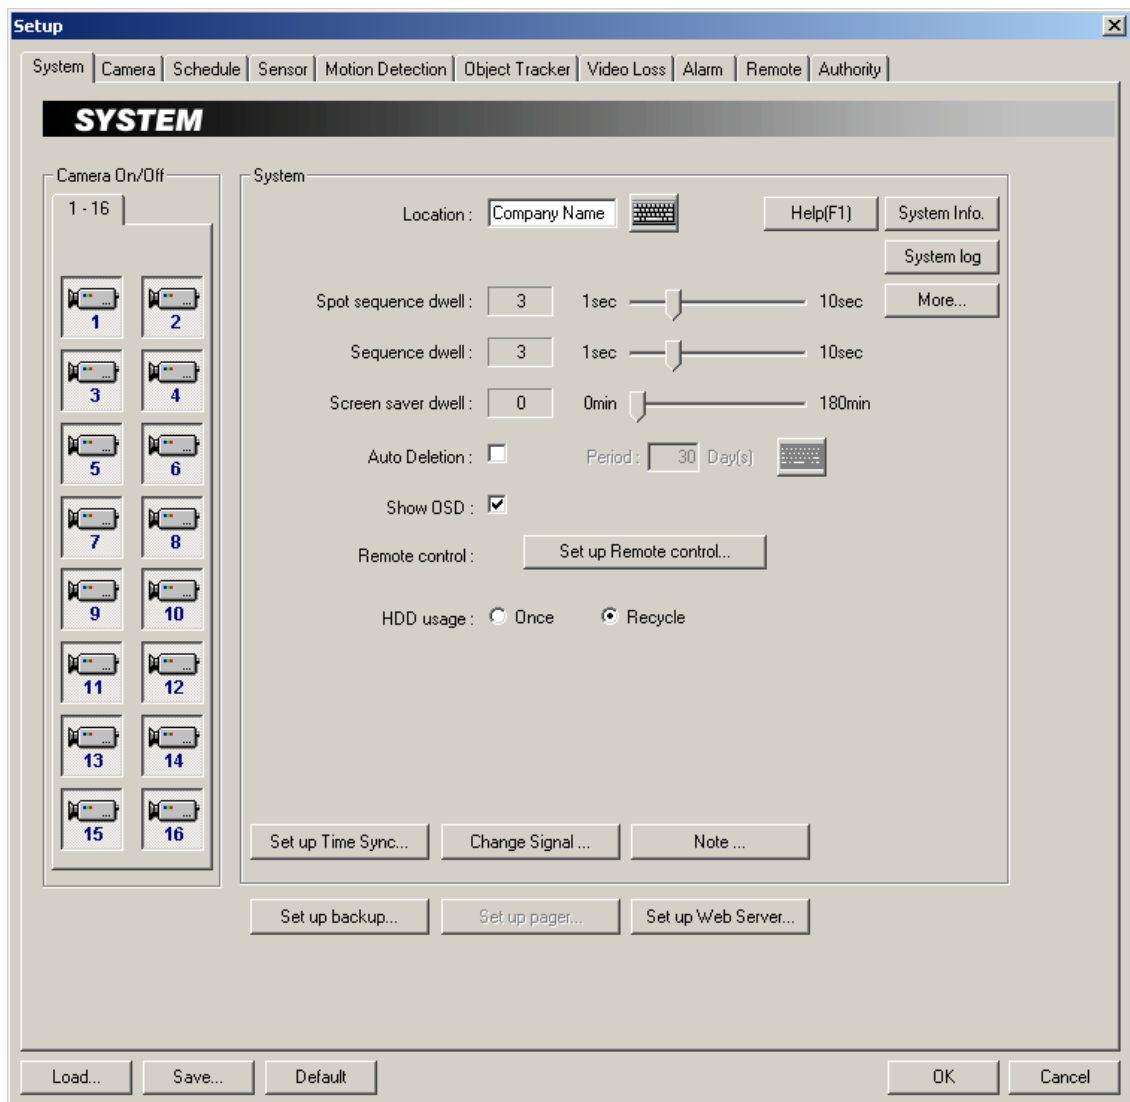 Setup
System Camera Schedule Sensor Motion Detection Object Tracker Video Loss Alarm Remote Authority
SYSTEM
Camera On/Off
1 - 16
1 2
3 4
5 6
7 8
9 10
11 12
13 14
15 16
System
Location : Company Name Help(F1) System Info.
System log
Spot sequence dwell : 3 1sec 10sec More...
Sequence dwell : 3 1sec 10sec
Screen saver dwell : 0 0min 180min
Auto Deletion : Period : 30 Day(s)
Show OSD :
Remote control : Set up Remote control...
HDD usage : Once Recycle
Set up Time Sync... Change Signal ... Note ...
Set up backup... Set up pager... Set up Web Server...
Load... Save... Default OK Cancel